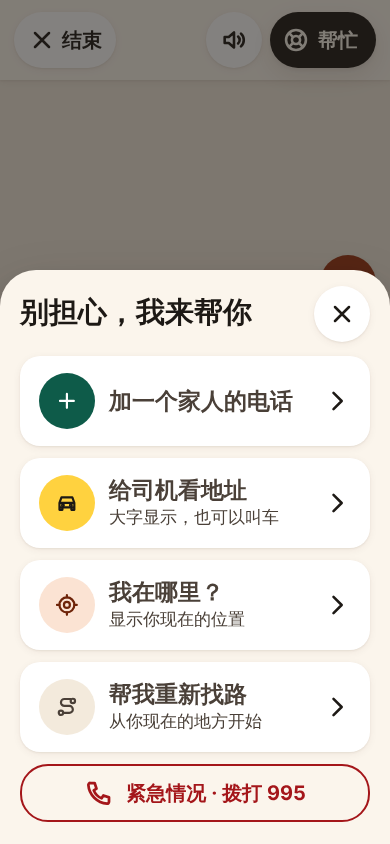 结束
帮忙
别担心，我来帮你
加一个家人的电话
给司机看地址
大字显示，也可以叫车
我在哪里？
显示你现在的位置
帮我重新找路
从你现在的地方开始
紧急情况 · 拨打 995